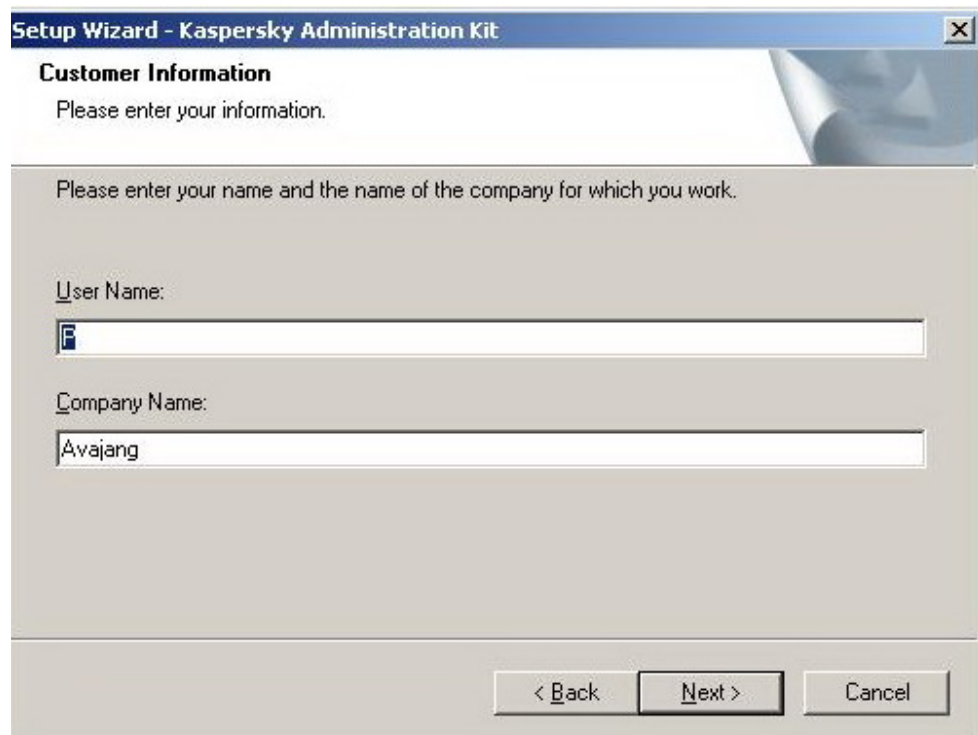 Setup Wizard - Kaspersky Administration Kit
Customer Information
Please enter your information.
Please enter your name and the name of the company for which you work.
User Name:
P
Company Name:
Avajang
< Back Next > Cancel